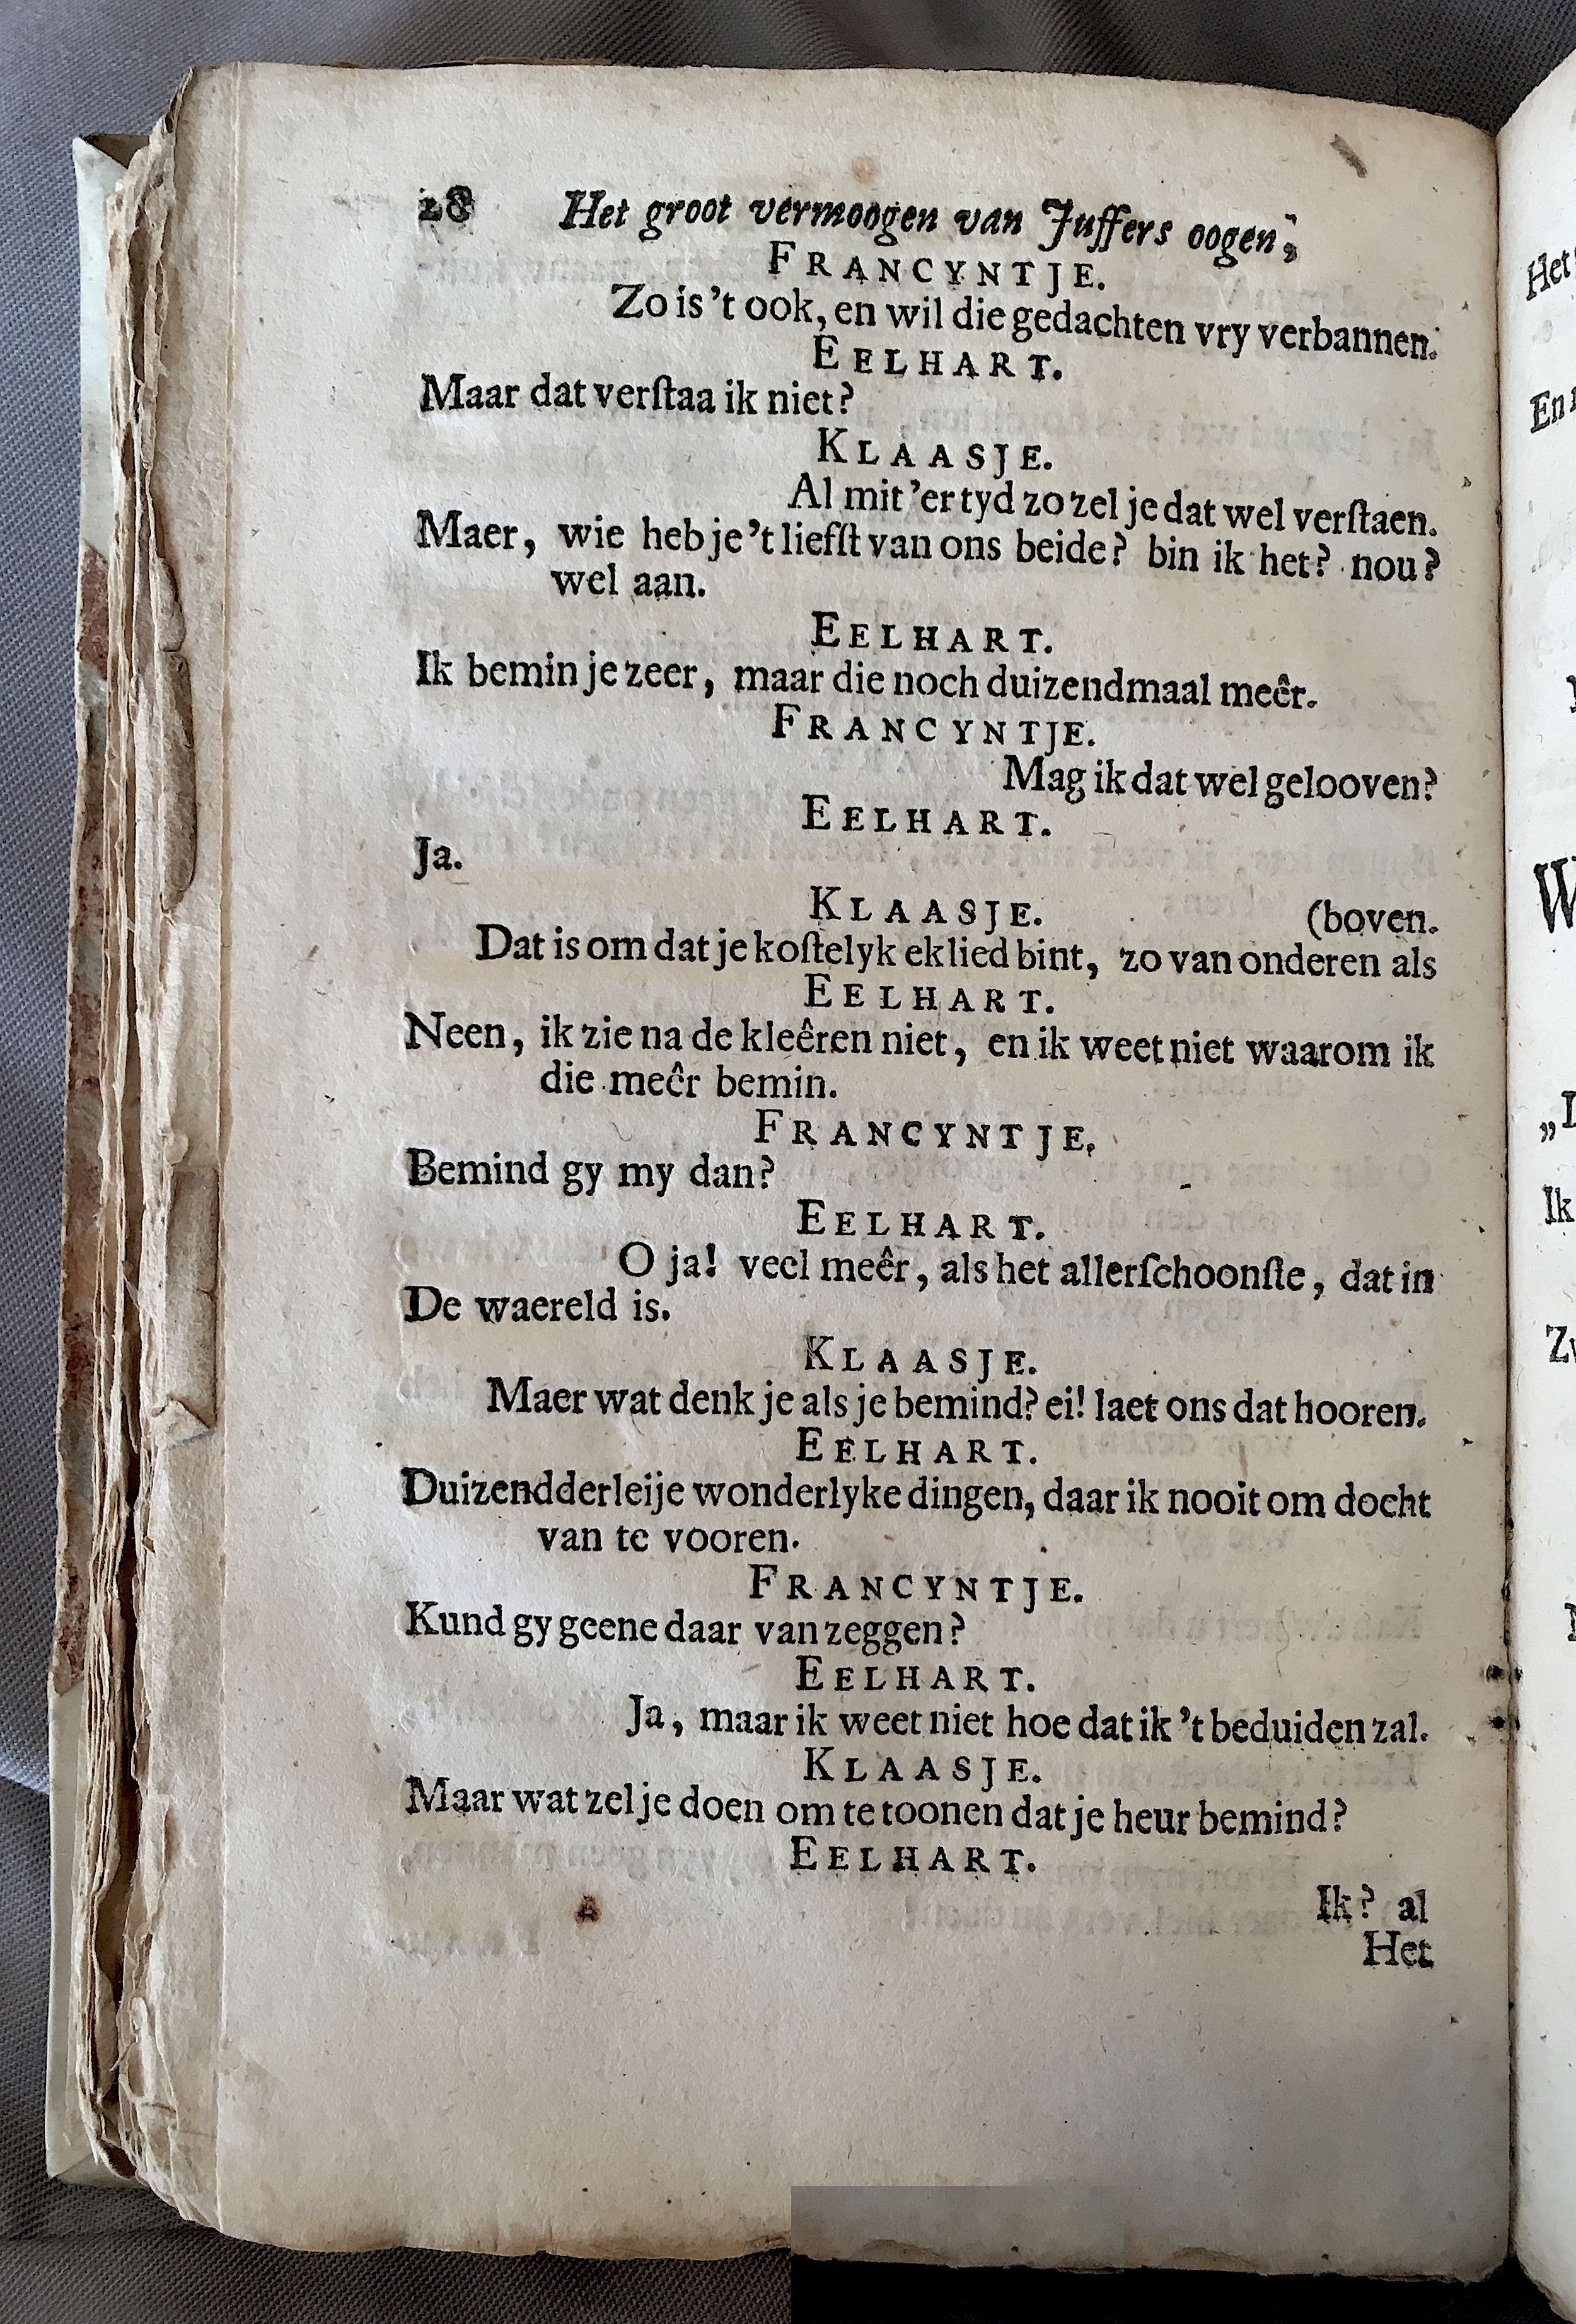 28 Het groot vermoogen van Juffers oogen,
FRANCYNTJE.
Zo is 't ook, en wil die gedachten vry verbannen.
EELHART.
Maar dat verſtaa ik niet?
KLAASJE.
Al mit 'er tyd zo zel je dat wel verſtaen.
Maer, wie heb je 't liefſt van ons beide? bin ik het? nou?
wel aan.
EELHART.
Ik bemin je zeer, maar die noch duizendmaal meêr.
FRANCYNTJE.
Mag ik dat wel gelooven?
EELHART.
Ja.
KLAASJE. (boven.
Dat is om dat je koſtelyk eklied bint, zo van onderen als
EELHART.
Neen, ik zie na de kleêren niet, en ik weet niet waarom ik
die meêr bemin.
FRANCYNTJE.
Bemind gy my dan?
EELHART.
O ja! veel meêr, als het allerſchoonſte, dat in
De waereld is.
KLAASJE.
Maer wat denk je als je bemind? ei! laet ons dat hooren.
EELHART.
Duizendderleije wonderlyke dingen, daar ik nooit om docht
van te vooren.
FRANCYNTJE.
Kund gy geene daar van zeggen?
EELHART.
Ja, maar ik weet niet hoe dat ik 't beduiden zal.
KLAASJE.
Maar wat zel je doen om te toonen dat je heur bemind?
EELHART.
Ik? al
Het
Het
En
W
„
Ik